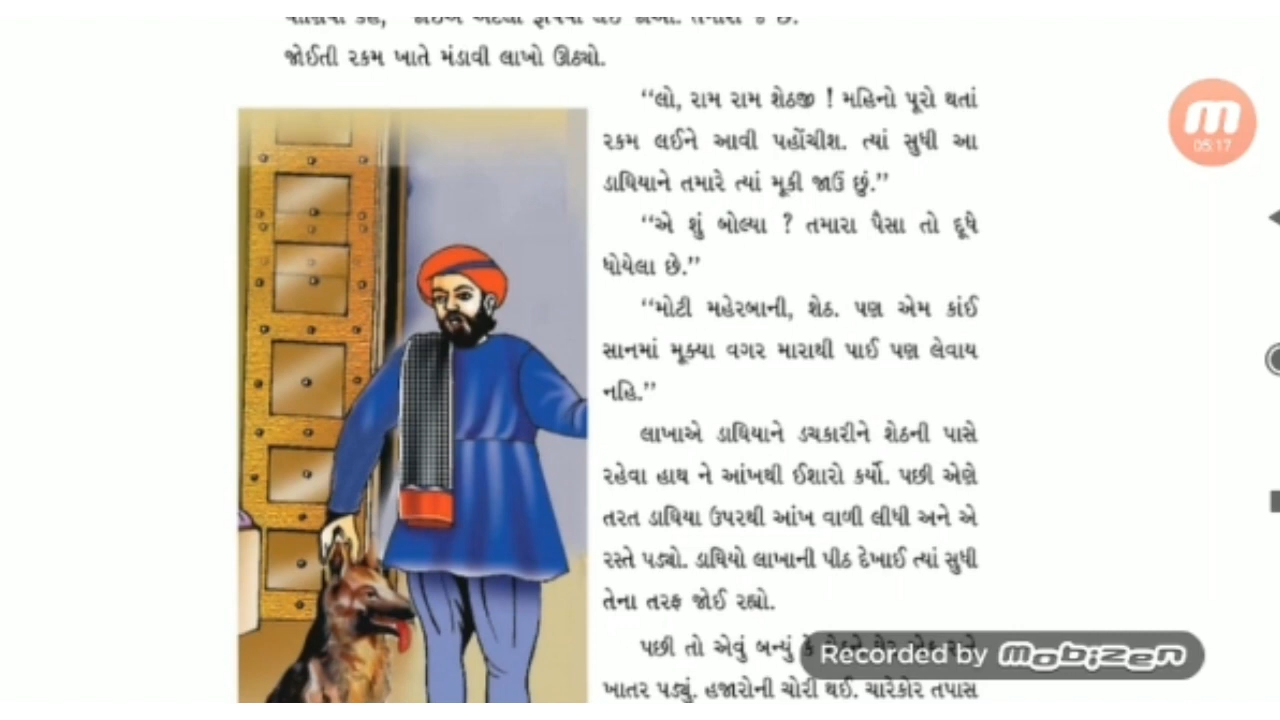 જોઈતી રકમ ખાતે મંડાવી લાખો ઊઠ્યો.
“લો, રામ રામ શેઠજી ! મહિનો પૂરો થતાં
રકમ લઈને આવી પહોંચીશ. ત્યાં સુધી આ
ડાઘિયાને તમારે ત્યાં મૂકી જાઉં છું.”
“એ શું બોલ્યા ? તમારા પૈસા તો દૂધે
ધોયેલા છે.”
“મોટી મહેરબાની, શેઠ. પણ એમ કાંઈ
સાનમાં મૂક્યા વગર મારાથી પાઈ પણ લેવાય
નહિ.”
લાખાએ ડાઘિયાને ડચકારીને શેઠની પાસે
રહેવા હાથ ને આંખથી ઈશારો કર્યો. પછી એણે
તરત ડાઘિયા ઉપરથી આંખ વાળી લીધી અને એ
રસ્તે પડ્યો. ડાઘિયો લાખાની પીઠ દેખાઈ ત્યાં સુધી
તેના તરફ જોઈ રહ્યો.
પછી તો એવું બન્યું કે
ખાતર પડ્યું. હજારોની ચોરી થઈ. ચારેકોર તપાસ
05:17
Recorded by mobizen